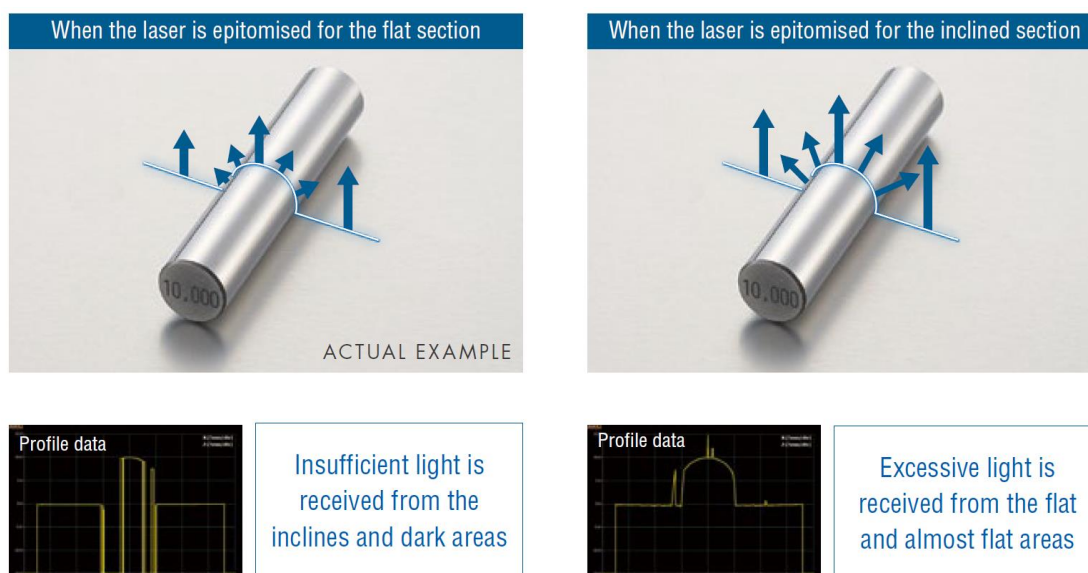 When the laser is epitomised for the flat section
10.000
ACTUAL EXAMPLE
Profile data
Insufficient light is
received from the
inclines and dark areas
When the laser is epitomised for the inclined section
10.000
Profile data
Excessive light is
received from the flat
and almost flat areas